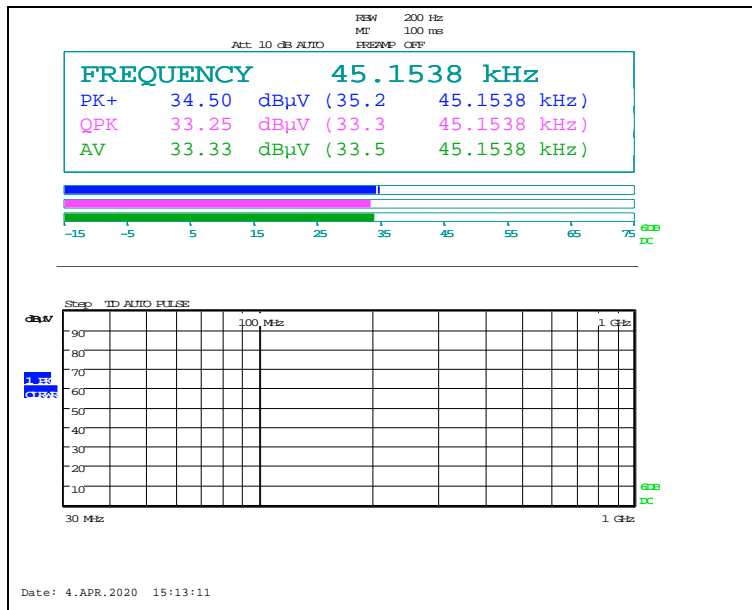 RBW 200 Hz
MT 100 ms
Att 10 dB AUTO PREAMP OFF
FREQUENCY 45.1538 kHz
PK+ 34.50 dBµV (35.2 45.1538 kHz)
QPK 33.25 dBµV (33.3 45.1538 kHz)
AV 33.33 dBµV (33.5 45.1538 kHz)
-15 -5 5 15 25 35 45 55 65 75
6DB
DC
Step TD AUTO PULSE
dBµV
100 MHz 1 GHz
90
80
70
1 PK
CLRWR
60
50
40
30
20
10
6DB
DC
30 MHz 1 GHz
Date: 4.APR.2020 15:13:11